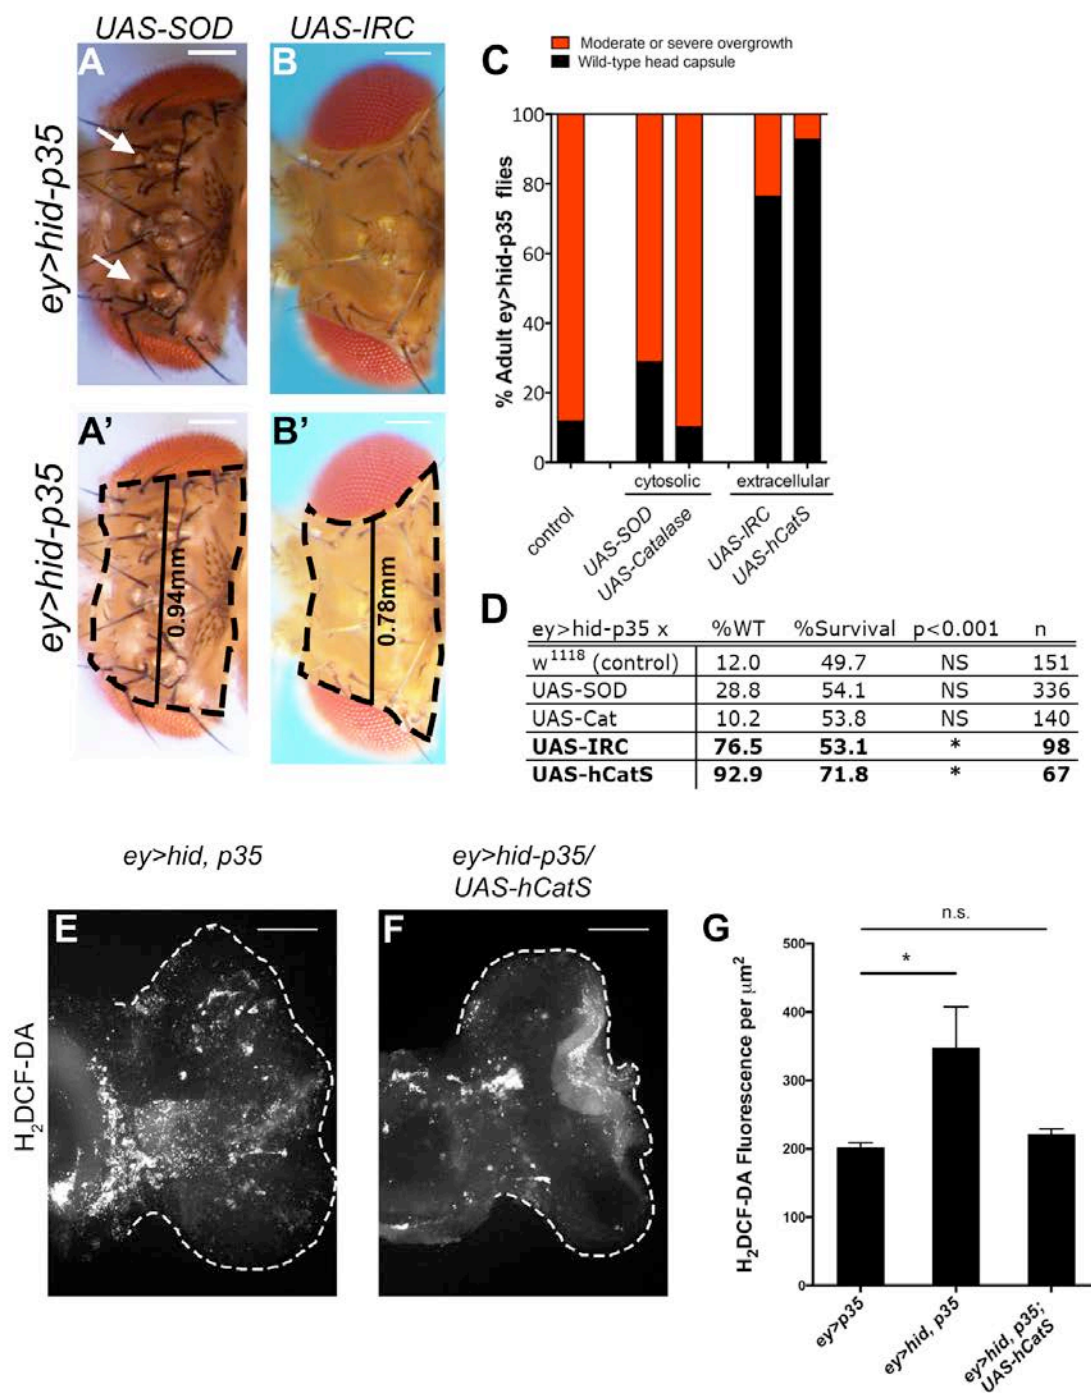 UAS-SOD
UAS-IRC
A
B
ey>hid-p35
A'
B'
ey>hid-p35
0.94mm
0.78mm
C
Moderate or severe overgrowth
Wild-type head capsule
% Adult ey>hid-p35 flies
100
80
60
40
20
0
cytosolic
extracellular
control
UAS-SOD
UAS-Catalase
UAS-IRC
UAS-hCatS
D
ey>hid-p35 x %WT %Survival p<0.001 n
w1118 (control) 12.0 49.7 NS 151
UAS-SOD 28.8 54.1 NS 336
UAS-Cat 10.2 53.8 NS 140
UAS-IRC 76.5 53.1 * 98
UAS-hCatS 92.9 71.8 * 67
ey>hid, p35
ey>hid-p35/
UAS-hCatS
E
F
H2DCF-DA
G
n.s.
*
H2DCF-DA Fluorescence per μm2
500
400
300
200
100
0
ey>p35
ey>hid, p35
ey>hid, p35;
UAS-hCatS